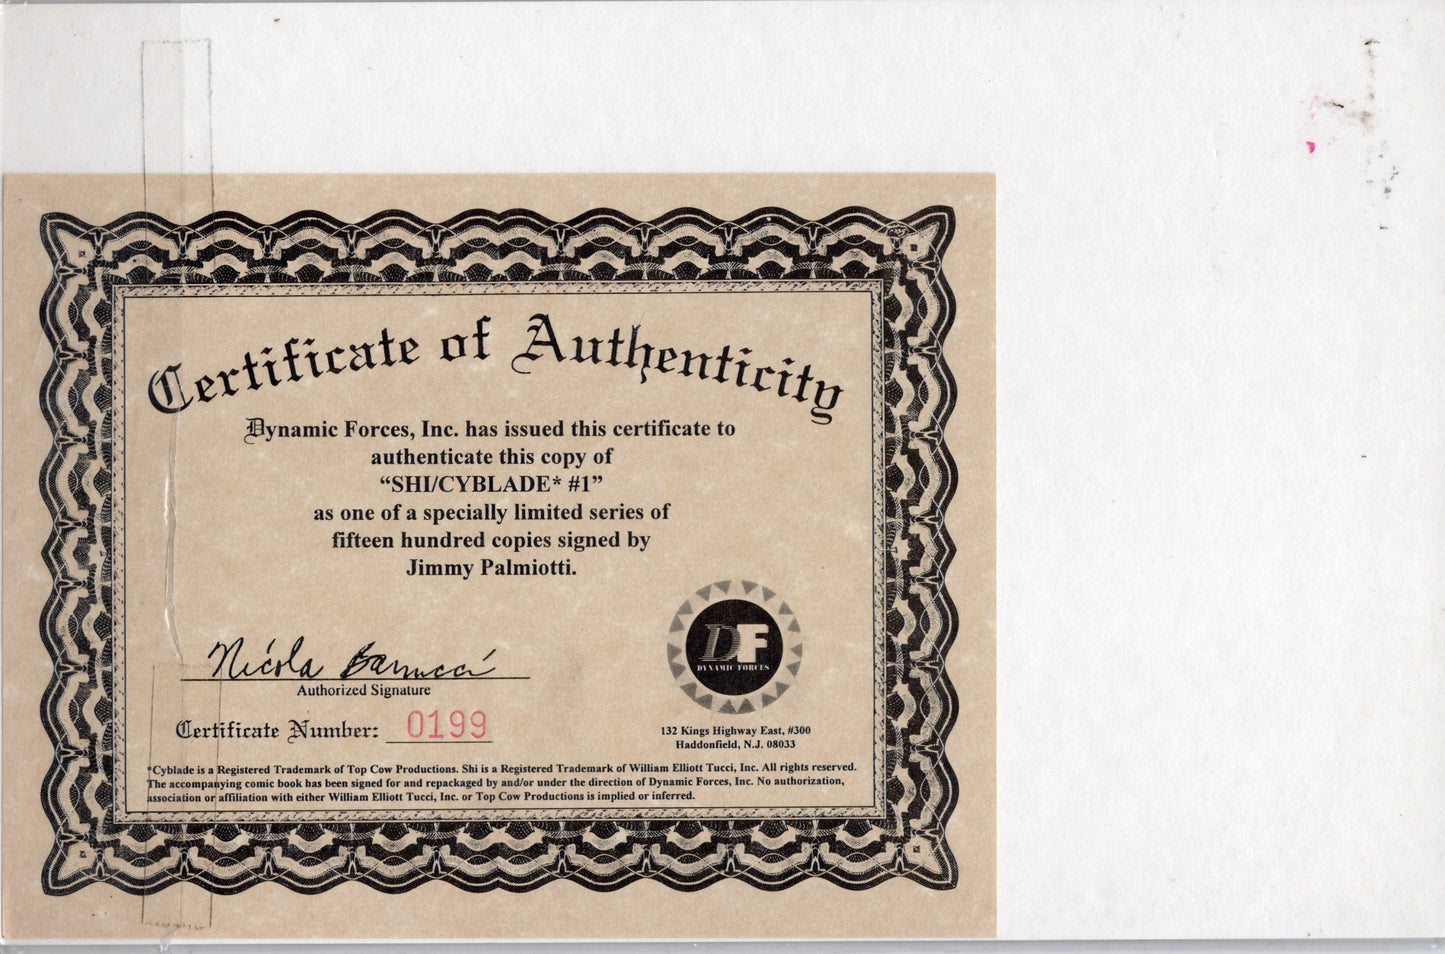 Certificate of Authenticity
Dynamic Forces, Inc. has issued this certificate to
authenticate this copy of
“SHI/CYBLADE* #1”
as one of a specially limited series of
fifteen hundred copies signed by
Jimmy Palmiotti.
DF
DYNAMIC FORCES
Nicola Barrucci
Authorized Signature
Certificate Number: 0199
132 Kings Highway East, #300
Haddonfield, N.J. 08033
*Cyblade is a Registered Trademark of Top Cow Productions. Shi is a Registered Trademark of William Elliott Tucci, Inc. All rights reserved.
The accompanying comic book has been signed for and repackaged by and/or under the direction of Dynamic Forces, Inc. No authorization,
association or affiliation with either William Elliott Tucci, Inc. or Top Cow Productions is implied or inferred.